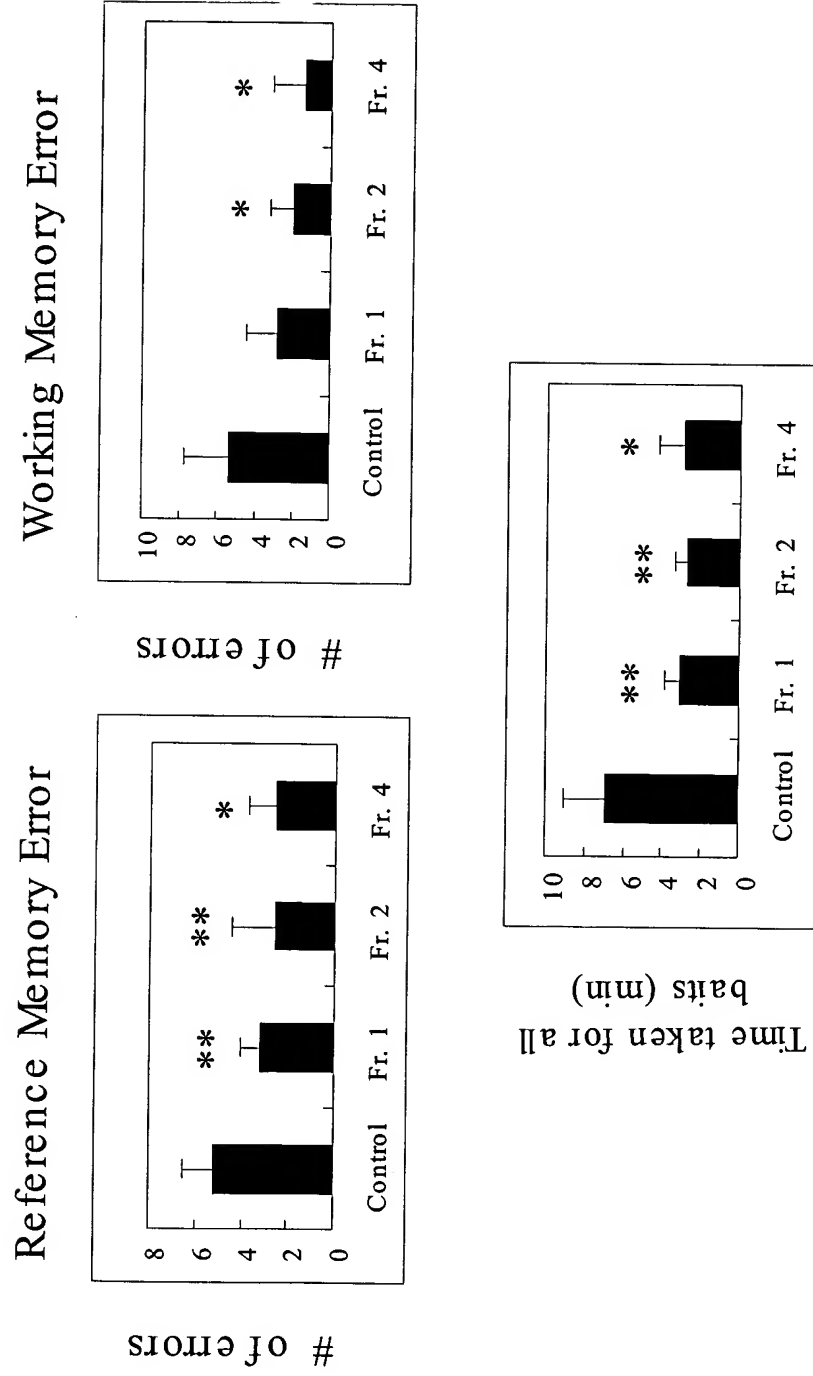 Reference Memory Error
# of errors
8
6
4
2
0
** ** *
Control Fr. 1 Fr. 2 Fr. 4
Working Memory Error
# of errors
10
8
6
4
2
0
* *
Control Fr. 1 Fr. 2 Fr. 4
Time taken for all
baits (min)
10
8
6
4
2
0
** ** *
Control Fr. 1 Fr. 2 Fr. 4